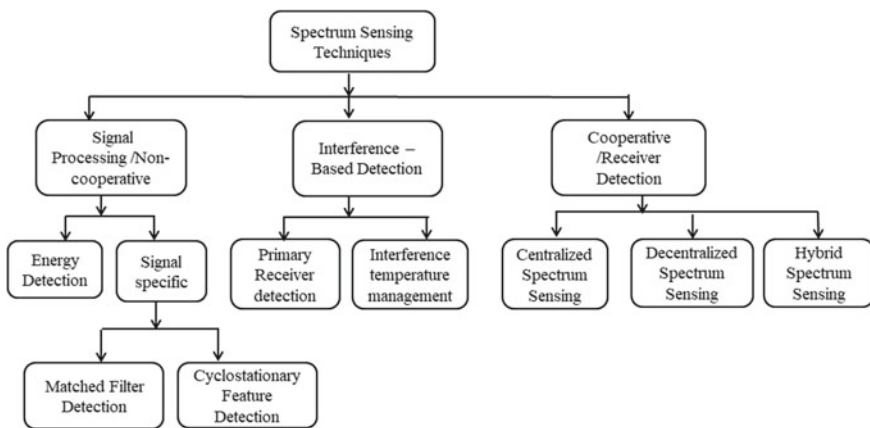 Spectrum Sensing
Techniques
Signal
Processing /Non-
cooperative
Interference –
Based Detection
Cooperative
/Receiver
Detection
Energy
Detection
Signal
specific
Primary
Receiver
detection
Interference
temperature
management
Centralized
Spectrum
Sensing
Decentralized
Spectrum
Sensing
Hybrid
Spectrum
Sensing
Matched Filter
Detection
Cyclostationary
Feature
Detection